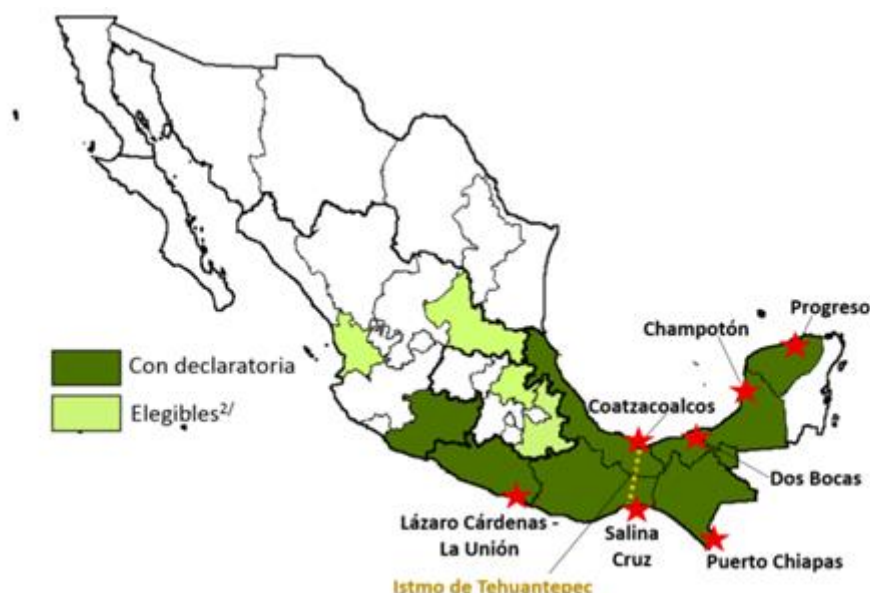 Progreso
Champotón
Con declaratoria
Elegibles2/
Coatzacoalcos
Dos Bocas
Lázaro Cárdenas -
La Unión
Salina
Cruz
Puerto Chiapas
Istmo de Tehuantepec